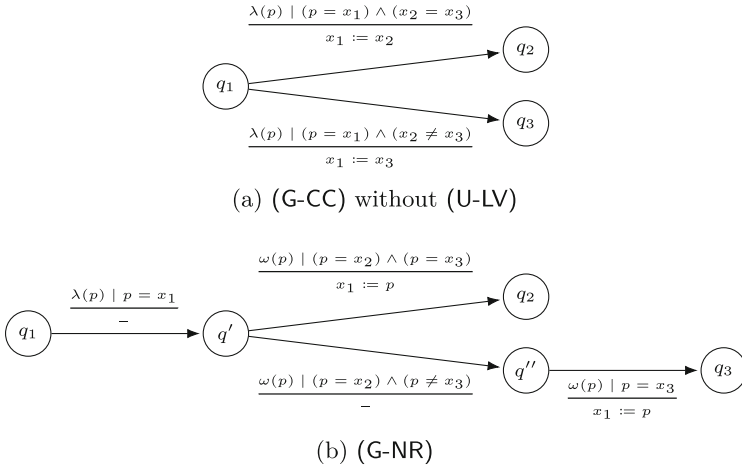 λ(p) | (p = x₁) ∧ (x₂ = x₃)
x₁ := x₂
q₁
q₂
q₃
λ(p) | (p = x₁) ∧ (x₂ ≠ x₃)
x₁ := x₃
(a) (G-CC) without (U-LV)
ω(p) | (p = x₂) ∧ (p = x₃)
x₁ := p
λ(p) | p = x₁
–
q₁
q′
q₂
q″
q₃
ω(p) | (p = x₂) ∧ (p ≠ x₃)
–
ω(p) | p = x₃
x₁ := p
(b) (G-NR)